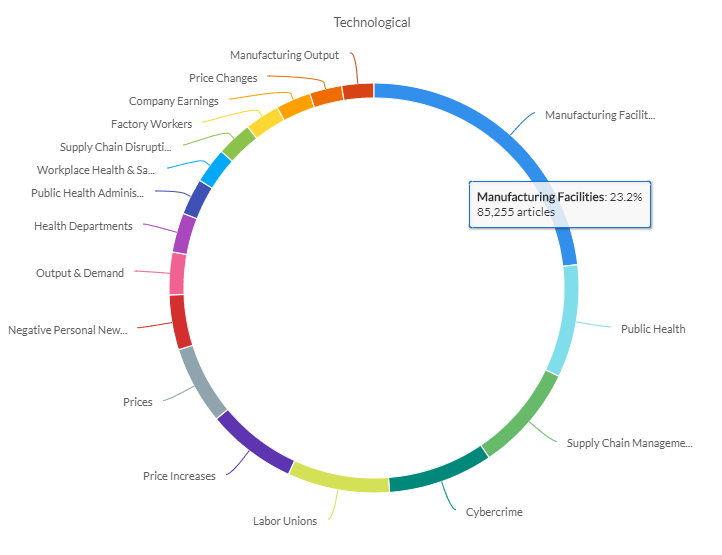 Technological
Manufacturing Output
Price Changes
Company Earnings
Factory Workers
Supply Chain Disrupti...
Workplace Health & Sa...
Public Health Adminis...
Health Departments
Output & Demand
Negative Personal New...
Prices
Price Increases
Labor Unions
Cybercrime
Supply Chain Manageme...
Public Health
Manufacturing Facilit...
Manufacturing Facilities: 23.2%
85,255 articles